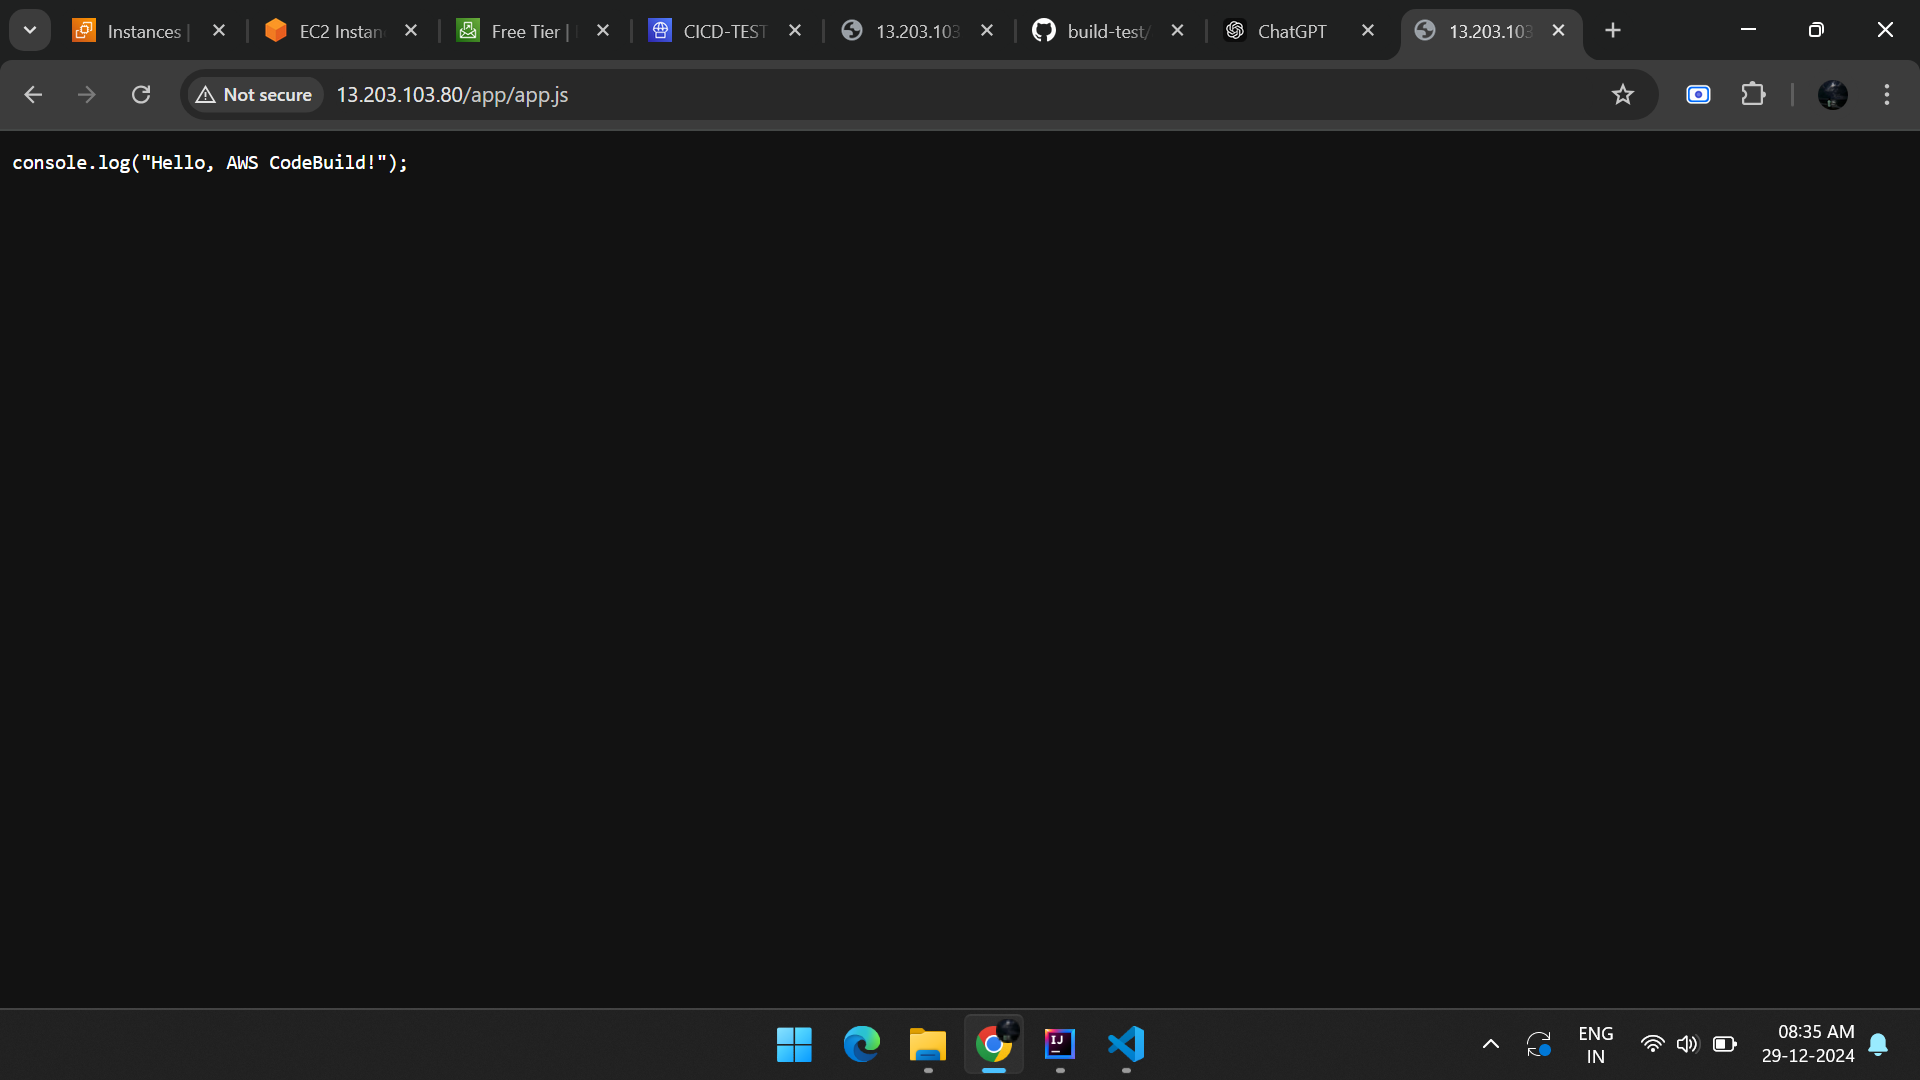 Instances |
EC2 Instan
Free Tier |
CICD-TEST
13.203.103
build-test/
ChatGPT
13.203.103
Not secure
13.203.103.80/app/app.js
console.log("Hello, AWS CodeBuild!");
IJ
ENG
IN
08:35 AM
29-12-2024